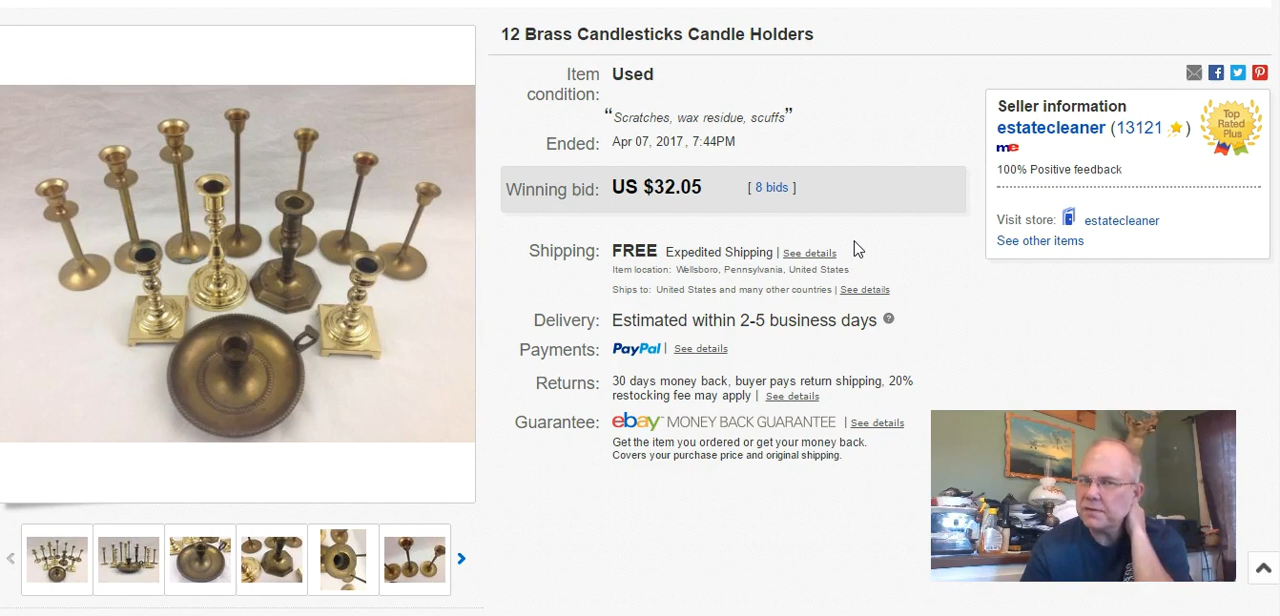 12 Brass Candlesticks Candle Holders
Item condition: Used
“Scratches, wax residue, scuffs”
Ended: Apr 07, 2017, 7:44PM
Winning bid: US $32.05 [ 8 bids ]
Shipping: FREE Expedited Shipping | See details
Item location: Wellsboro, Pennsylvania, United States
Ships to: United States and many other countries | See details
Delivery: Estimated within 2-5 business days ?
Payments: PayPal | See details
Returns: 30 days money back, buyer pays return shipping, 20%
restocking fee may apply | See details
Guarantee: ebay MONEY BACK GUARANTEE | See details
Get the item you ordered or get your money back.
Covers your purchase price and original shipping.
Seller information
estatecleaner (13121 )
me
100% Positive feedback
Top
Rated
Plus
Visit store: estatecleaner
See other items